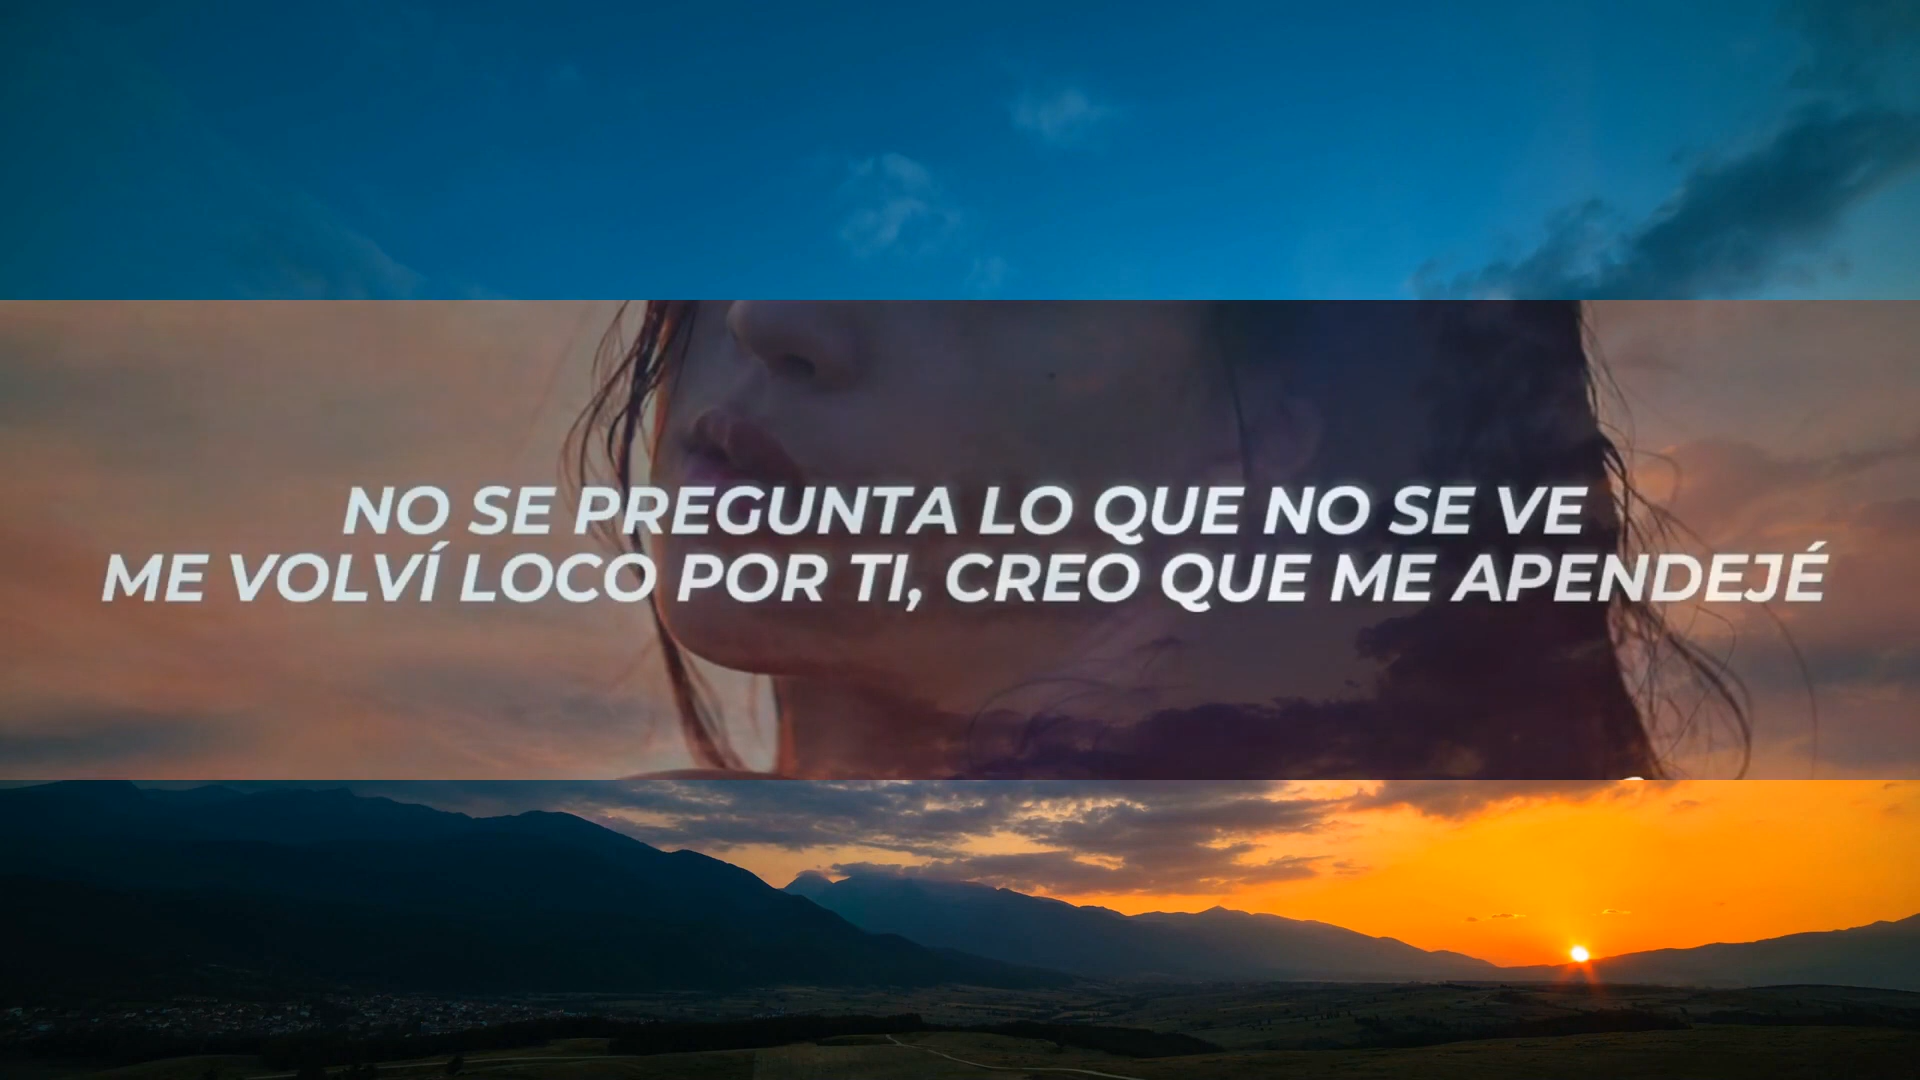 NO SE PREGUNTA LO QUE NO SE VE
ME VOLVÍ LOCO POR TI, CREO QUE ME APENDEJÉ